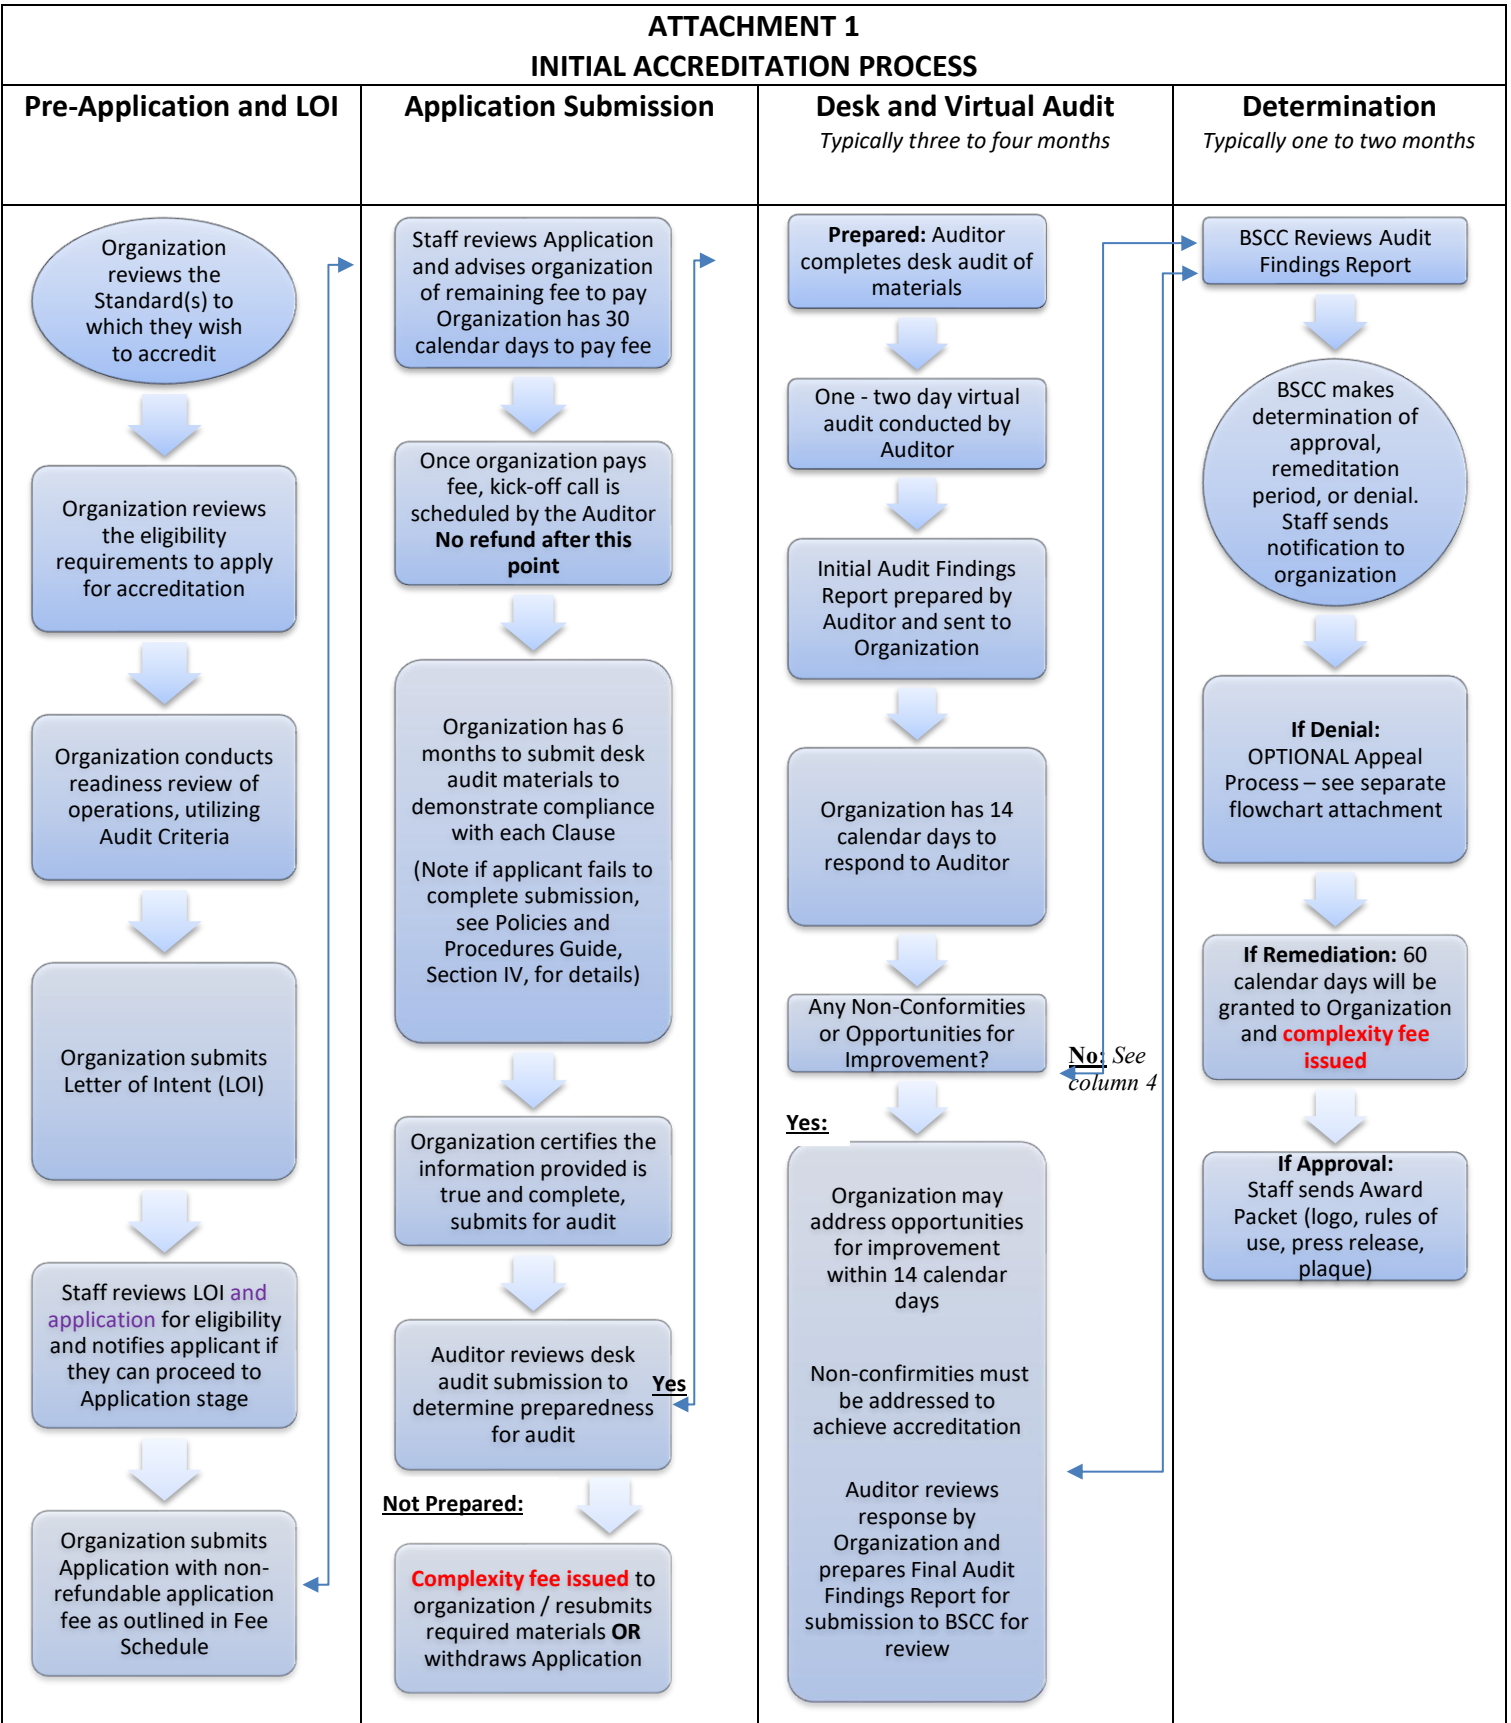 ATTACHMENT 1
INITIAL ACCREDITATION PROCESS
Pre-Application and LOI
Application Submission
Desk and Virtual Audit
Typically three to four months
Determination
Typically one to two months
Organization
reviews the
Standard(s) to
which they wish
to accredit
Organization reviews
the eligibility
requirements to apply
for accreditation
Organization conducts
readiness review of
operations, utilizing
Audit Criteria
Organization submits
Letter of Intent (LOI)
Staff reviews LOI and
application for eligibility
and notifies applicant if
they can proceed to
Application stage
Organization submits
Application with non-
refundable application
fee as outlined in Fee
Schedule
Staff reviews Application
and advises organization
of remaining fee to pay
Organization has 30
calendar days to pay fee
Once organization pays
fee, kick-off call is
scheduled by the Auditor
No refund after this
point
Organization has 6
months to submit desk
audit materials to
demonstrate compliance
with each Clause
(Note if applicant fails to
complete submission,
see Policies and
Procedures Guide,
Section IV, for details)
Organization certifies the
information provided is
true and complete,
submits for audit
Auditor reviews desk
audit submission to
determine preparedness
for audit
Yes
Not Prepared:
Complexity fee issued to
organization / resubmits
required materials OR
withdraws Application
Prepared: Auditor
completes desk audit of
materials
One - two day virtual
audit conducted by
Auditor
Initial Audit Findings
Report prepared by
Auditor and sent to
Organization
Organization has 14
calendar days to
respond to Auditor
Any Non-Conformities
or Opportunities for
Improvement?
No: See
column 4
Yes:
Organization may
address opportunities
for improvement
within 14 calendar
days
Non-confirmities must
be addressed to
achieve accreditation
Auditor reviews
response by
Organization and
prepares Final Audit
Findings Report for
submission to BSCC for
review
BSCC Reviews Audit
Findings Report
BSCC makes
determination of
approval,
remeditation
period, or denial.
Staff sends
notification to
organization
If Denial:
OPTIONAL Appeal
Process – see separate
flowchart attachment
If Remediation: 60
calendar days will be
granted to Organization
and complexity fee
issued
If Approval:
Staff sends Award
Packet (logo, rules of
use, press release,
plaque)